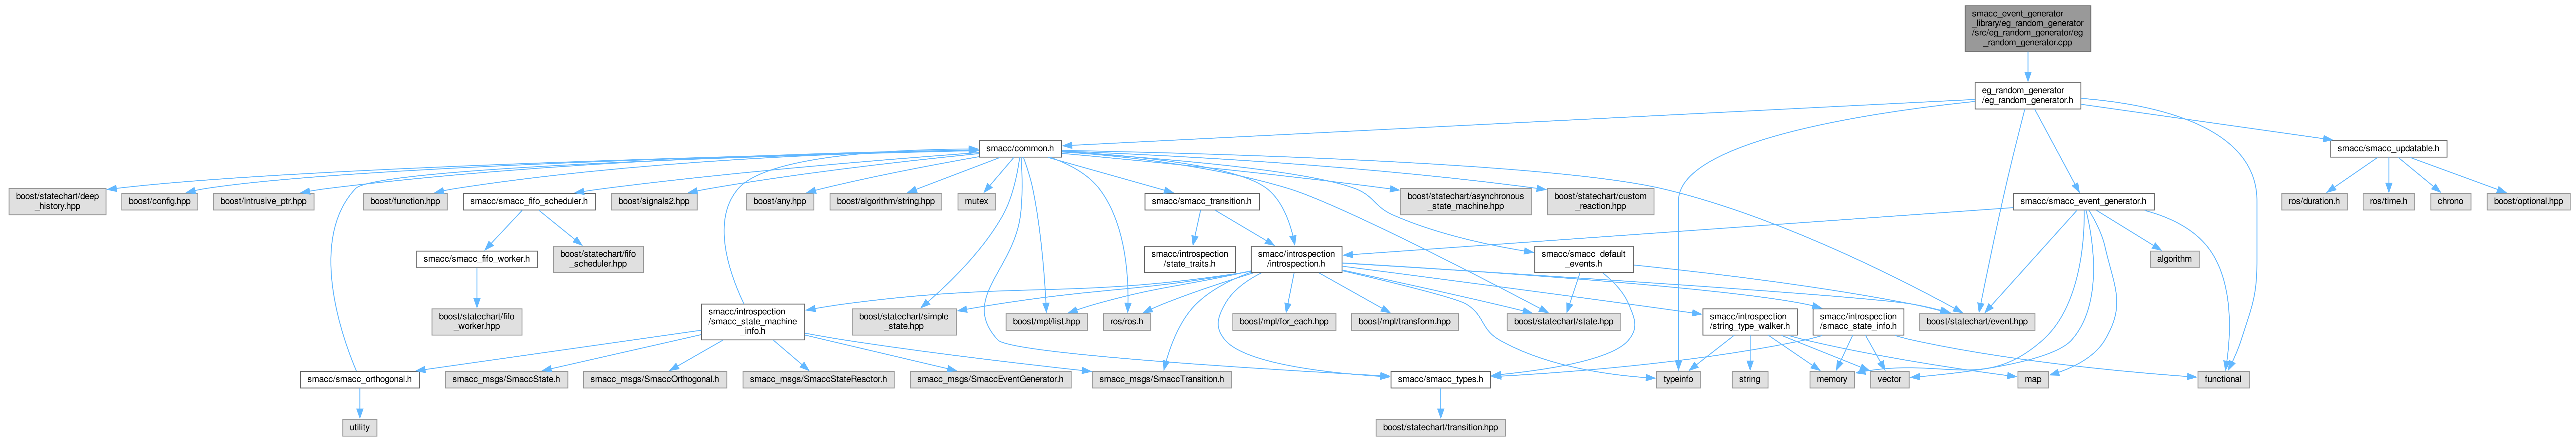 smacc_event_generator
_library/eg_random_generator
/src/eg_random_generator/eg
_random_generator.cpp
eg_random_generator
/eg_random_generator.h
smacc/common.h
smacc/smacc_updatable.h
boost/statechart/deep
_history.hpp
boost/config.hpp
boost/intrusive_ptr.hpp
boost/function.hpp
smacc/smacc_fifo_scheduler.h
boost/signals2.hpp
boost/any.hpp
boost/algorithm/string.hpp
mutex
smacc/smacc_transition.h
boost/statechart/asynchronous
_state_machine.hpp
boost/statechart/custom
_reaction.hpp
smacc/smacc_event_generator.h
ros/duration.h
ros/time.h
chrono
boost/optional.hpp
smacc/smacc_fifo_worker.h
boost/statechart/fifo
_scheduler.hpp
smacc/introspection
/state_traits.h
smacc/introspection
/introspection.h
smacc/smacc_default
_events.h
algorithm
boost/statechart/fifo
_worker.hpp
smacc/introspection
/smacc_state_machine
_info.h
boost/statechart/simple
_state.hpp
boost/mpl/list.hpp
ros/ros.h
boost/mpl/for_each.hpp
boost/mpl/transform.hpp
boost/statechart/state.hpp
smacc/introspection
/string_type_walker.h
smacc/introspection
/smacc_state_info.h
boost/statechart/event.hpp
smacc/smacc_orthogonal.h
smacc_msgs/SmaccState.h
smacc_msgs/SmaccOrthogonal.h
smacc_msgs/SmaccStateReactor.h
smacc_msgs/SmaccEventGenerator.h
smacc_msgs/SmaccTransition.h
smacc/smacc_types.h
typeinfo
string
memory
vector
map
functional
utility
boost/statechart/transition.hpp